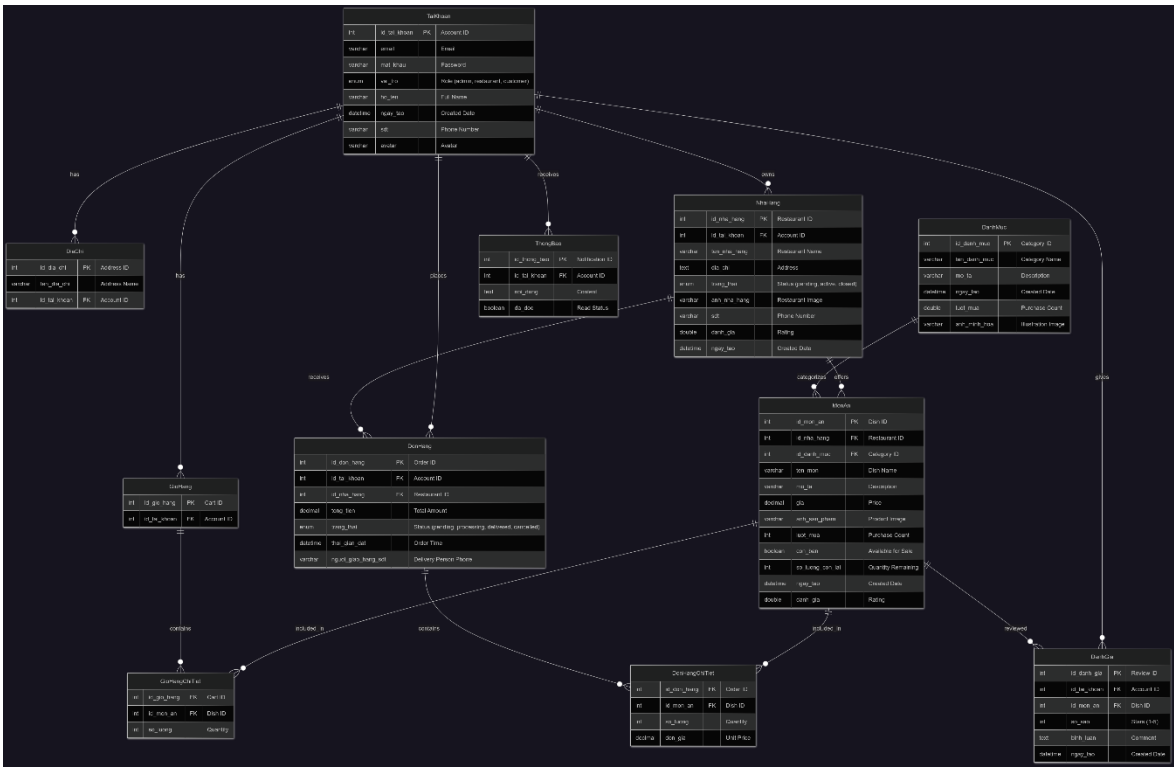 TaiKhoan
int id_tai_khoan PK Account ID
varchar email Email
varchar mat_khau Password
enum vai_tro Role (admin, restaurant, customer)
varchar ho_ten Full Name
datetime ngay_tao Created Date
varchar sdt Phone Number
varchar avatar Avatar
has
receives
owns
DiaChi
int id_dia_chi PK Address ID
varchar ten_dia_chi Address Name
int id_tai_khoan FK Account ID
has
places
ThongBao
int id_thong_bao PK Notification ID
int id_tai_khoan FK Account ID
text noi_dung Content
boolean da_doc Read Status
NhaHang
int id_nha_hang PK Restaurant ID
int id_tai_khoan FK Account ID
varchar ten_nha_hang Restaurant Name
text dia_chi Address
enum trang_thai Status (pending, active, closed)
varchar anh_nha_hang Restaurant Image
varchar sdt Phone Number
double danh_gia Rating
datetime ngay_tao Created Date
DanhMuc
int id_danh_muc PK Category ID
varchar ten_danh_muc Category Name
varchar mo_ta Description
datetime ngay_tao Created Date
double luot_mua Purchase Count
varchar anh_minh_hoa Illustration Image
receives
categorizes
offers
gives
DonHang
int id_don_hang PK Order ID
int id_tai_khoan FK Account ID
int id_nha_hang FK Restaurant ID
decimal tong_tien Total Amount
enum trang_thai Status (pending, processing, delivered, cancelled)
datetime thoi_gian_dat Order Time
varchar nguoi_giao_hang_sdt Delivery Person Phone
MonAn
int id_mon_an PK Dish ID
int id_nha_hang FK Restaurant ID
int id_danh_muc FK Category ID
varchar ten_mon Dish Name
varchar mo_ta Description
decimal gia Price
varchar anh_san_pham Product Image
int luot_mua Purchase Count
boolean con_ban Available for Sale
int so_luong_con_lai Quantity Remaining
datetime ngay_tao Created Date
double danh_gia Rating
GioHang
int id_gio_hang PK Cart ID
int id_tai_khoan FK Account ID
contains
included_in
contains
included_in
reviewed
GioHangChiTiet
int id_gio_hang FK Cart ID
int id_mon_an FK Dish ID
int so_luong Quantity
DonHangChiTiet
int id_don_hang FK Order ID
int id_mon_an FK Dish ID
int so_luong Quantity
decimal don_gia Unit Price
DanhGia
int id_danh_gia PK Review ID
int id_tai_khoan FK Account ID
int id_mon_an FK Dish ID
int so_sao Stars (1-5)
text binh_luan Comment
datetime ngay_tao Created Date